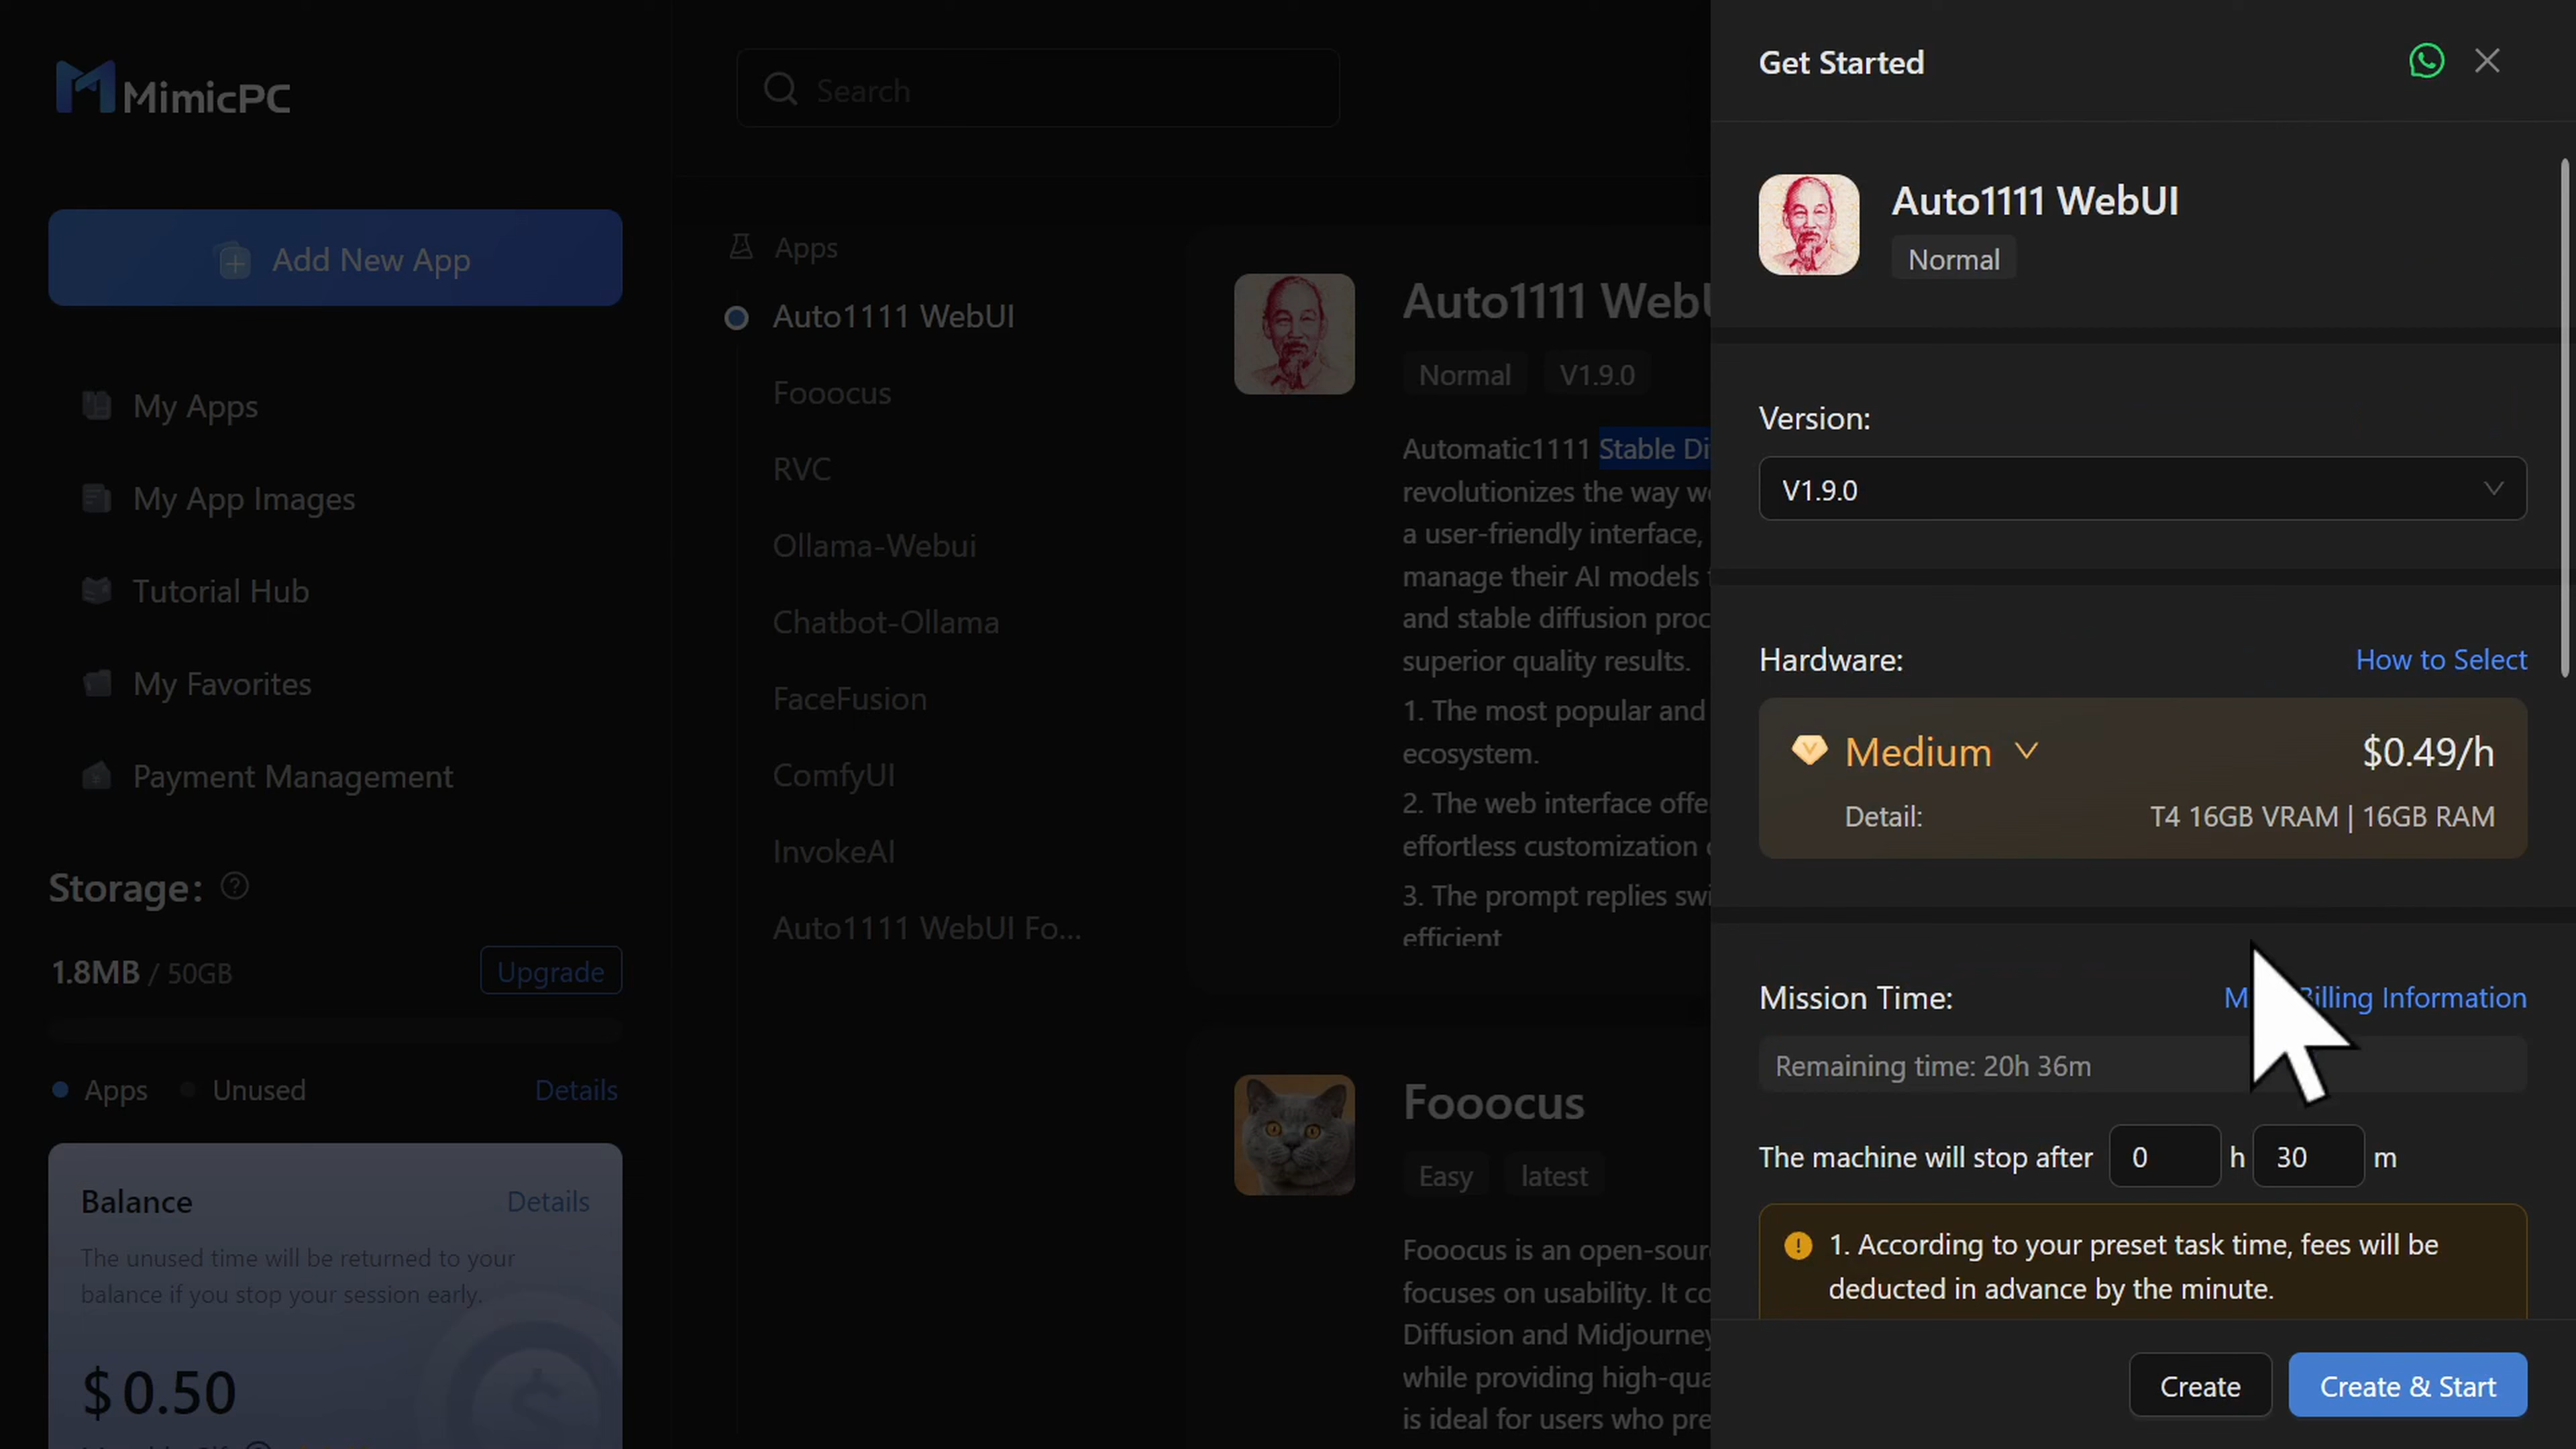 MimicPC
Add New App
My Apps
My App Images
Tutorial Hub
My Favorites
Payment Management
Storage:
1.8MB / 50GB
Upgrade
Apps
Unused
Details
Balance
Details
The unused time will be returned to your
balance if you stop your session early.
$ 0.50
Search
Apps
Auto1111 WebUI
Fooocus
RVC
Ollama-Webui
Chatbot-Ollama
FaceFusion
ComfyUI
InvokeAI
Auto1111 WebUI Fo...
Auto1111 WebU
Normal
V1.9.0
Automatic1111 Stable Di
revolutionizes the way w
a user-friendly interface,
manage their AI models
and stable diffusion proc
superior quality results.
1. The most popular and
ecosystem.
2. The web interface offe
effortless customization
3. The prompt replies swi
efficient
Fooocus
Easy
latest
Fooocus is an open-sour
focuses on usability. It co
Diffusion and Midjourney
while providing high-qua
is ideal for users who pre
Get Started
Auto1111 WebUI
Normal
Version:
V1.9.0
Hardware:
How to Select
Medium
$0.49/h
Detail:
T4 16GB VRAM | 16GB RAM
Mission Time:
Billing Information
Remaining time: 20h 36m
The machine will stop after 0 h 30 m
1. According to your preset task time, fees will be
deducted in advance by the minute.
Create
Create & Start